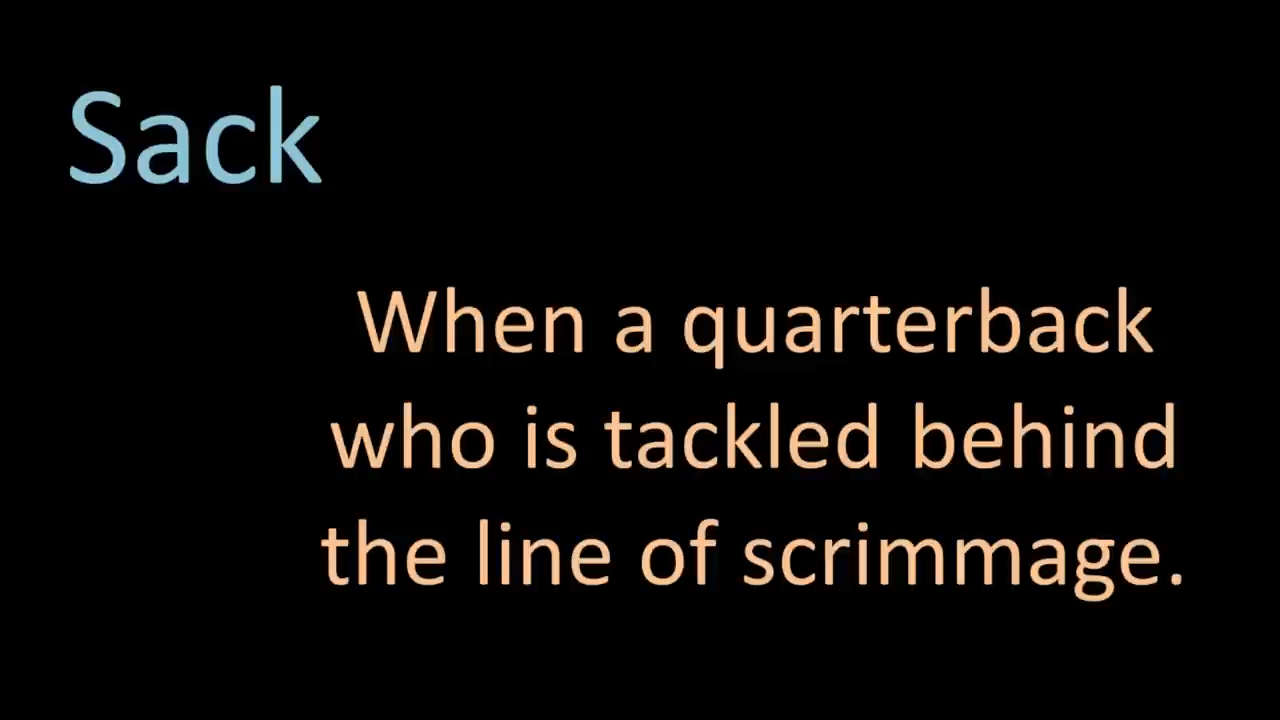 Sack
When a quarterback
who is tackled behind
the line of scrimmage.